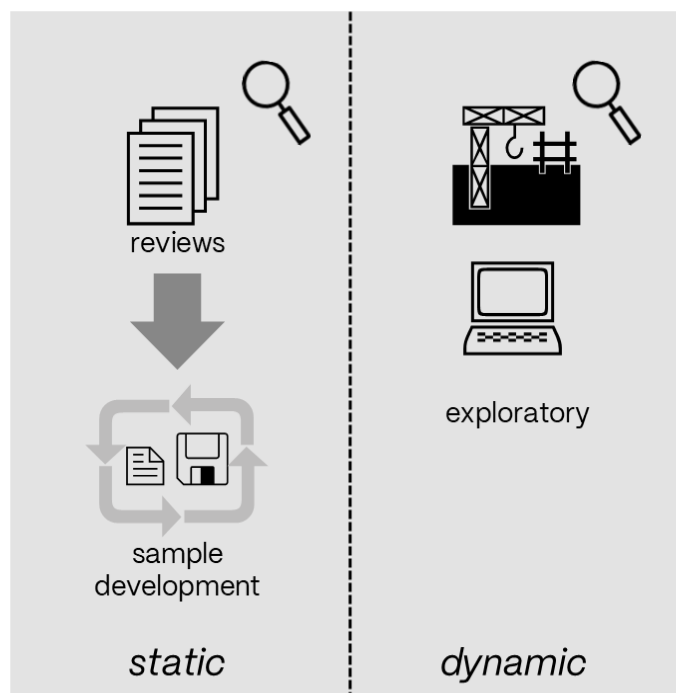 reviews
sample
development
static
exploratory
dynamic